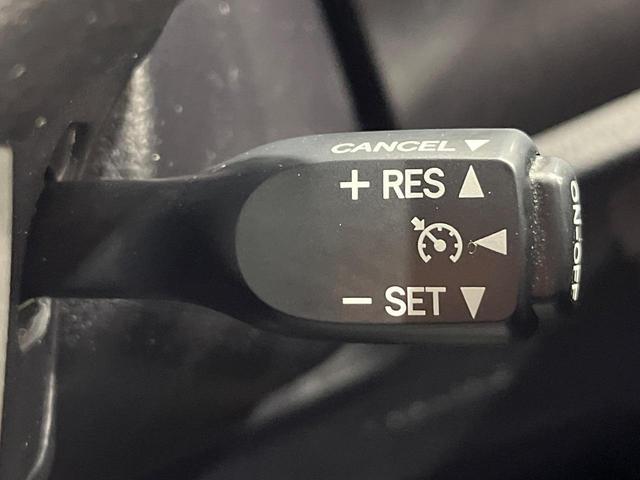 CANCEL ▼
+ RES ▲
◀
− SET ▼
ON-OFF